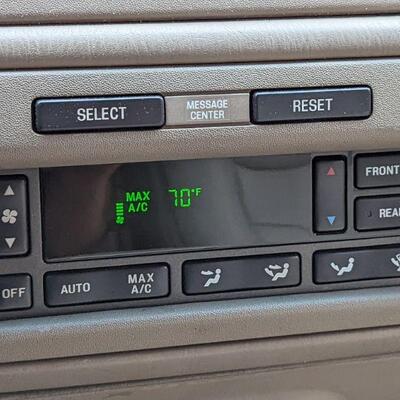 SELECT
MESSAGE
CENTER
RESET
MAX
A/C
70°F
FRONT
REAR
OFF
AUTO
MAX
A/C